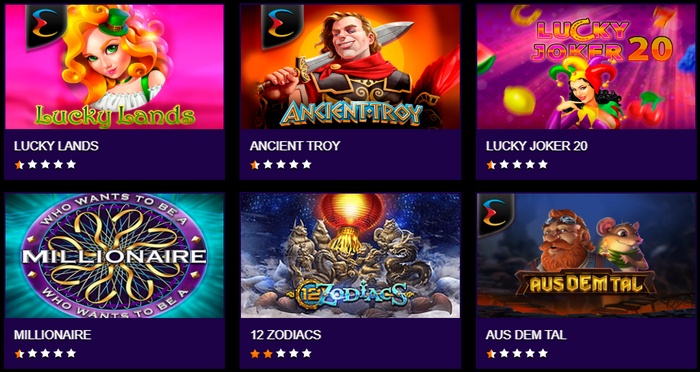 Lucky Lands
ANCIENT TROY
LUCKY
JOKER 20
LUCKY LANDS
ANCIENT TROY
LUCKY JOKER 20
WHO WANTS TO BE A
MILLIONAIRE
WHO WANTS TO BE A
12 ZODIACS
AUS DEM TAL
MILLIONAIRE
12 ZODIACS
AUS DEM TAL